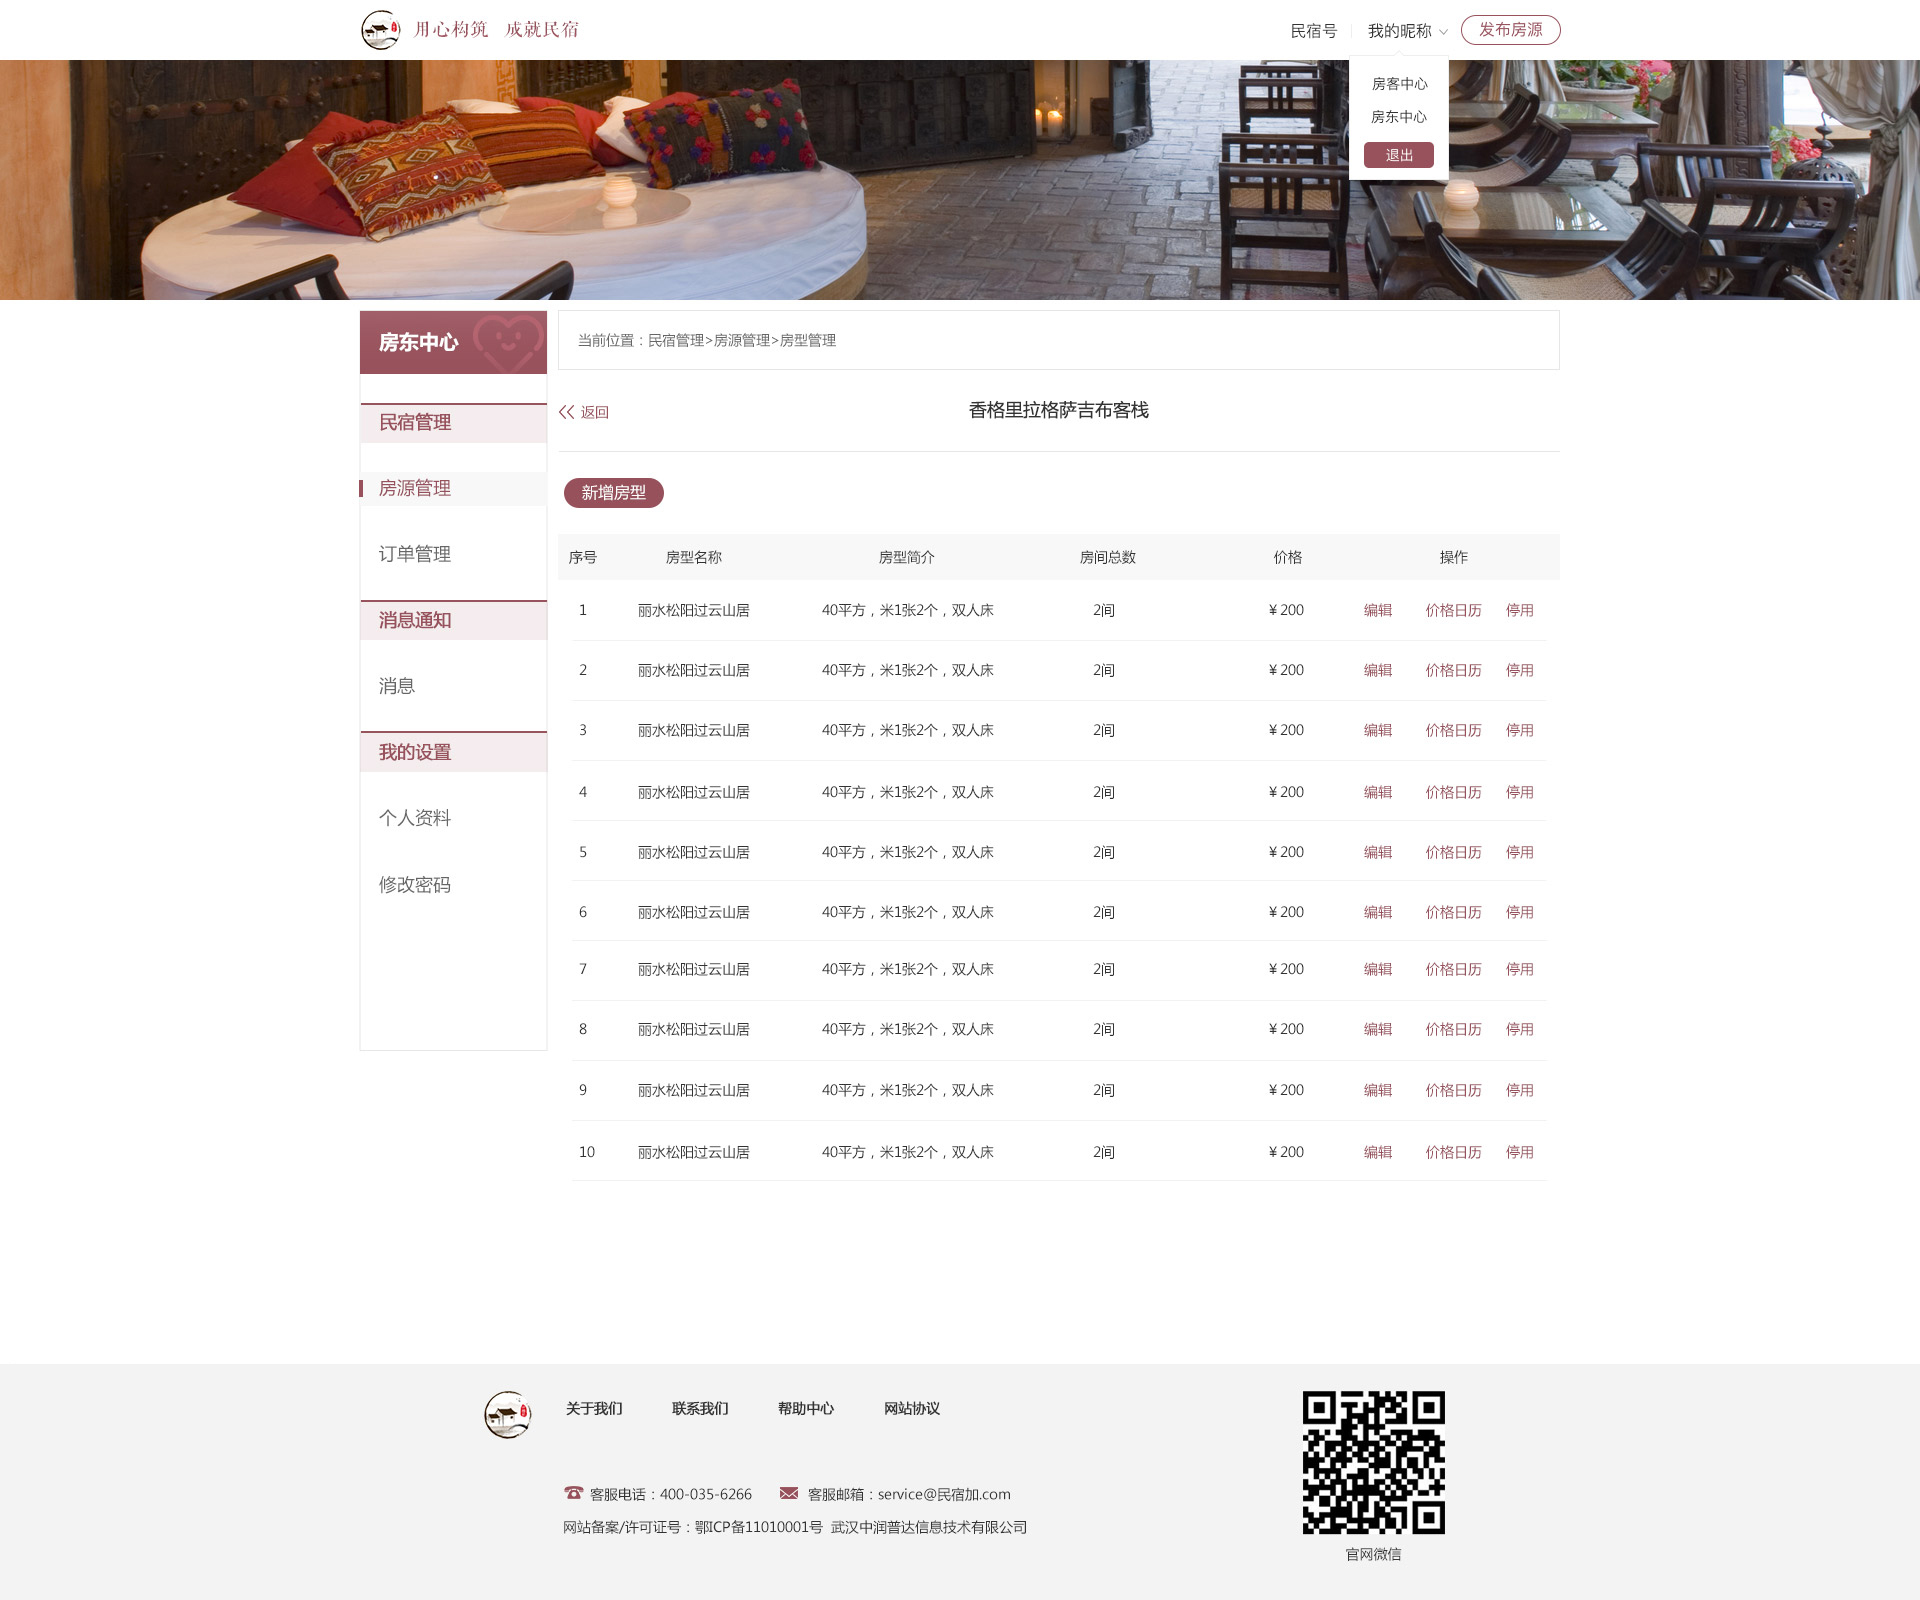 用心构筑 成就民宿
民宿号 我的昵称 发布房源
房客中心
房东中心
退出
房东中心
民宿管理
房源管理
订单管理
消息通知
消息
我的设置
个人资料
修改密码
当前位置：民宿管理>房源管理>房型管理
返回 香格里拉格萨吉布客栈
新增房型
序号 房型名称 房型简介 房间总数 价格 操作
1 丽水松阳过云山居 40平方，米1张2个，双人床 2间 ¥ 200 编辑 价格日历 停用
2 丽水松阳过云山居 40平方，米1张2个，双人床 2间 ¥ 200 编辑 价格日历 停用
3 丽水松阳过云山居 40平方，米1张2个，双人床 2间 ¥ 200 编辑 价格日历 停用
4 丽水松阳过云山居 40平方，米1张2个，双人床 2间 ¥ 200 编辑 价格日历 停用
5 丽水松阳过云山居 40平方，米1张2个，双人床 2间 ¥ 200 编辑 价格日历 停用
6 丽水松阳过云山居 40平方，米1张2个，双人床 2间 ¥ 200 编辑 价格日历 停用
7 丽水松阳过云山居 40平方，米1张2个，双人床 2间 ¥ 200 编辑 价格日历 停用
8 丽水松阳过云山居 40平方，米1张2个，双人床 2间 ¥ 200 编辑 价格日历 停用
9 丽水松阳过云山居 40平方，米1张2个，双人床 2间 ¥ 200 编辑 价格日历 停用
10 丽水松阳过云山居 40平方，米1张2个，双人床 2间 ¥ 200 编辑 价格日历 停用
关于我们 联系我们 帮助中心 网站协议
客服电话：400-035-6266 客服邮箱：service@民宿加.com
网站备案/许可证号：鄂ICP备11010001号 武汉中润普达信息技术有限公司
官网微信